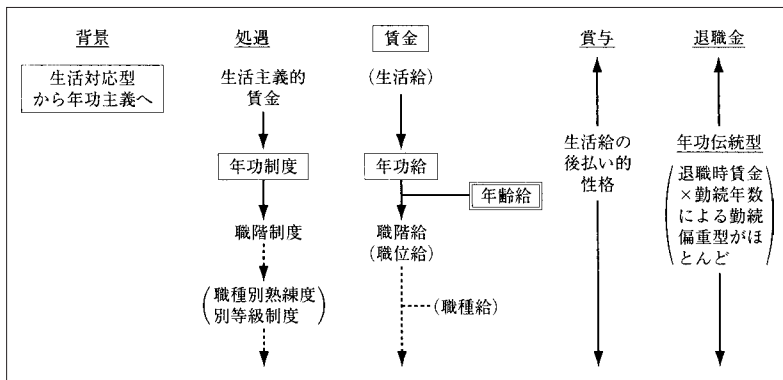 背景
処遇
賃金
賞与
退職金
生活対応型
から年功主義へ
生活主義的
賃金
(生活給)
年功制度
年功給
年齢給
職階制度
職階給
(職位給)
(職種別熟練度
別等級制度)
(職種給)
生活給の
後払い的
性格
年功伝統型
(退職時賃金
×勤続年数
による勤続
偏重型がほ
とんど)